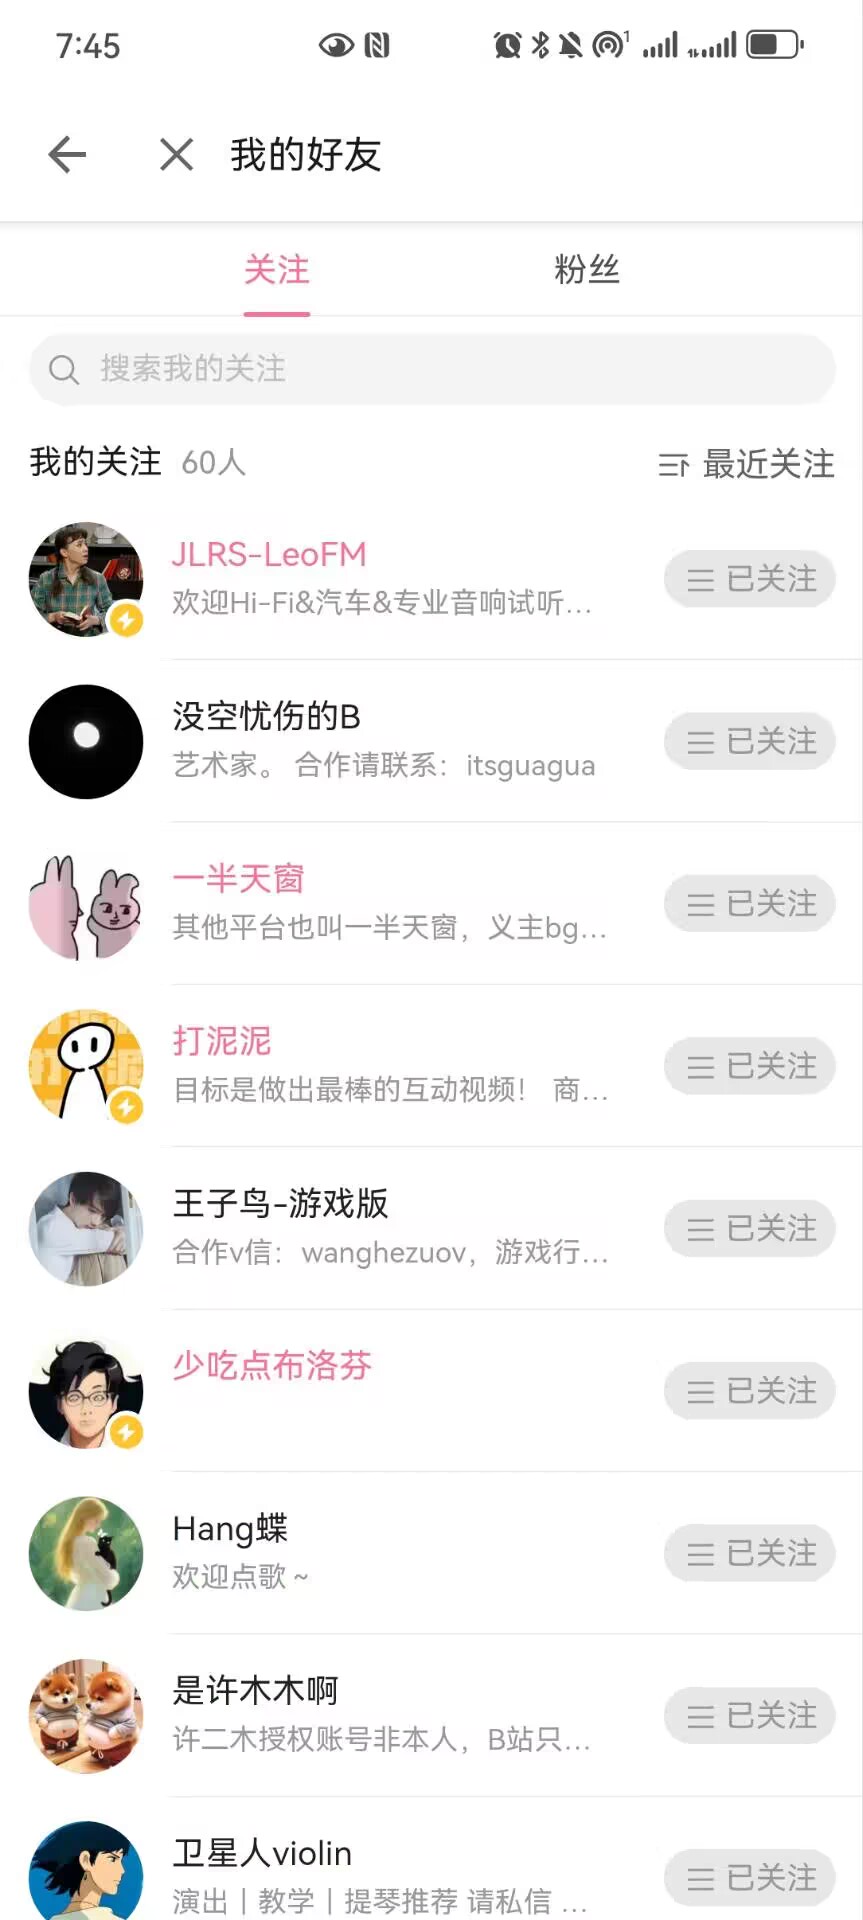 7:45
我的好友
关注
粉丝
搜索我的关注
我的关注 60人
最近关注
JLRS-LeoFM
欢迎Hi-Fi&汽车&专业音响试听...
已关注
没空忧伤的B
艺术家。 合作请联系：itsguagua
已关注
一半天窗
其他平台也叫一半天窗，义主bg...
已关注
打泥泥
目标是做出最棒的互动视频！ 商...
已关注
王子鸟-游戏版
合作v信：wanghezuov，游戏行...
已关注
少吃点布洛芬
已关注
Hang蝶
欢迎点歌～
已关注
是许木木啊
许二木授权账号非本人，B站只...
已关注
卫星人violin
演出丨教学丨提琴推荐 请私信 ...
已关注